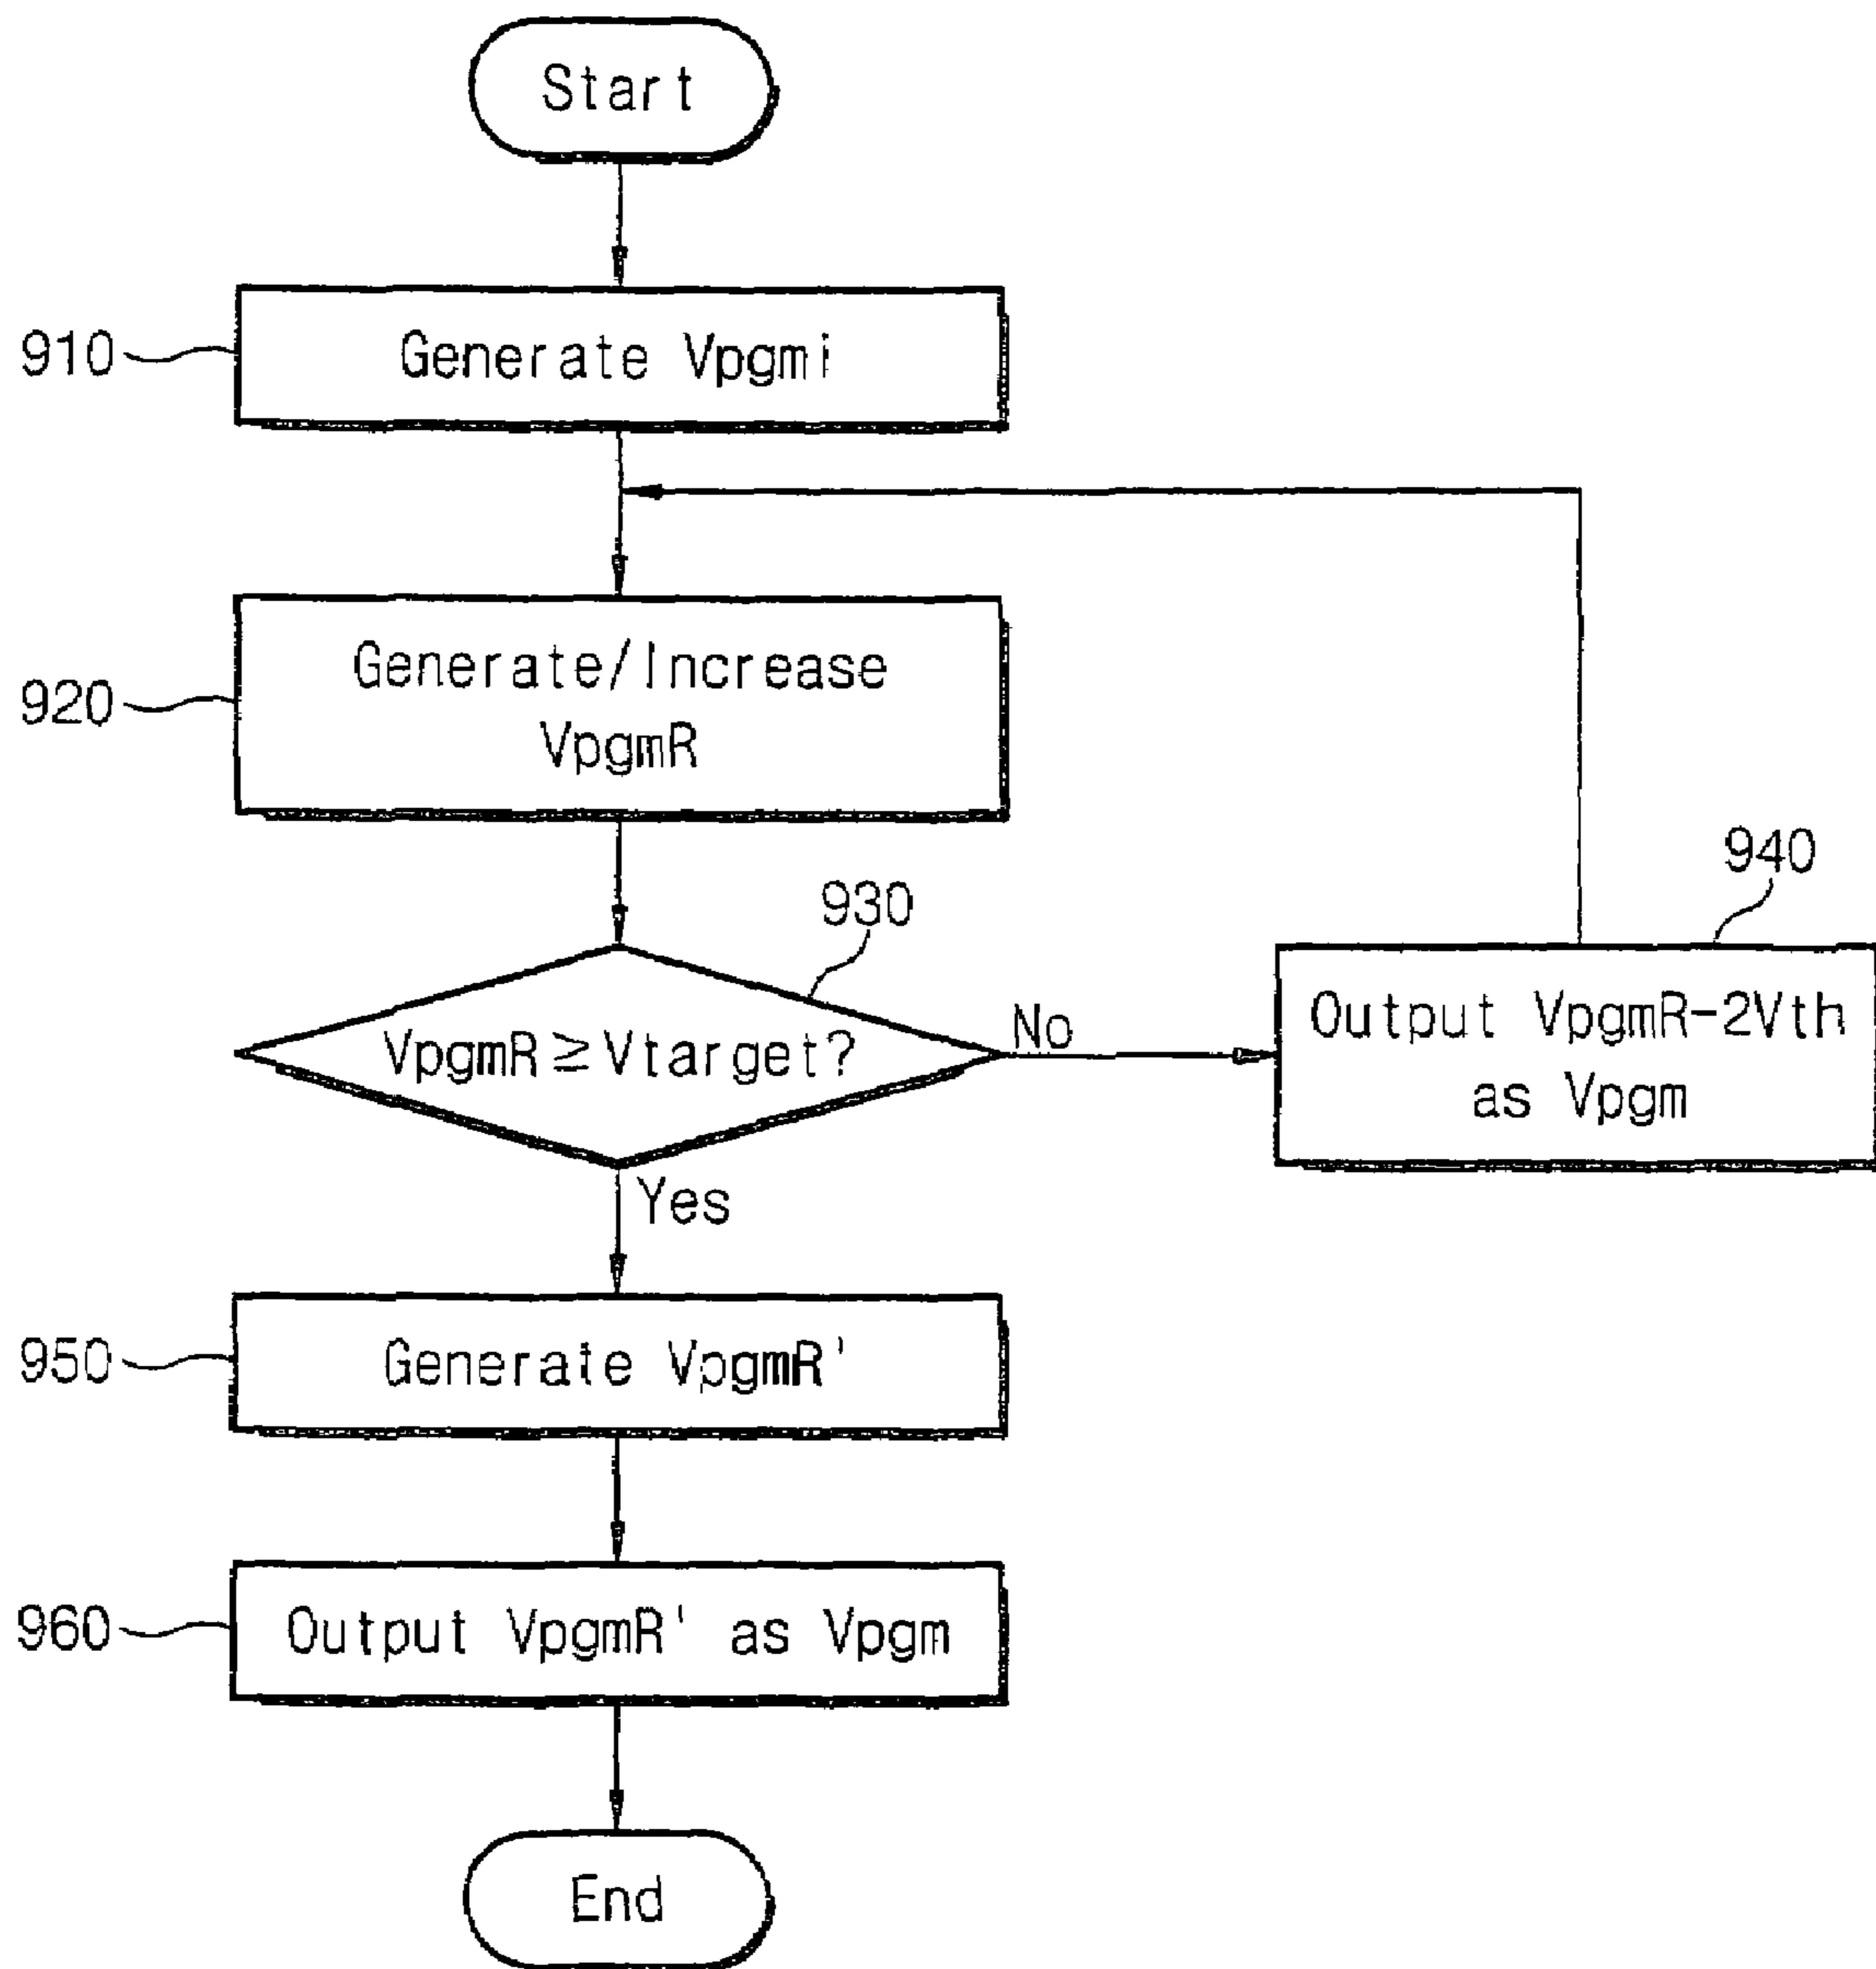 Start
910
Generate Vpgmi
920
Generate/Increase
VpgmR
930
VpgmR≥Vtarget?
No
940
Output VpgmR-2Vth
as Vpgm
Yes
950
Generate VpgmR'
960
Output VpgmR' as Vpgm
End